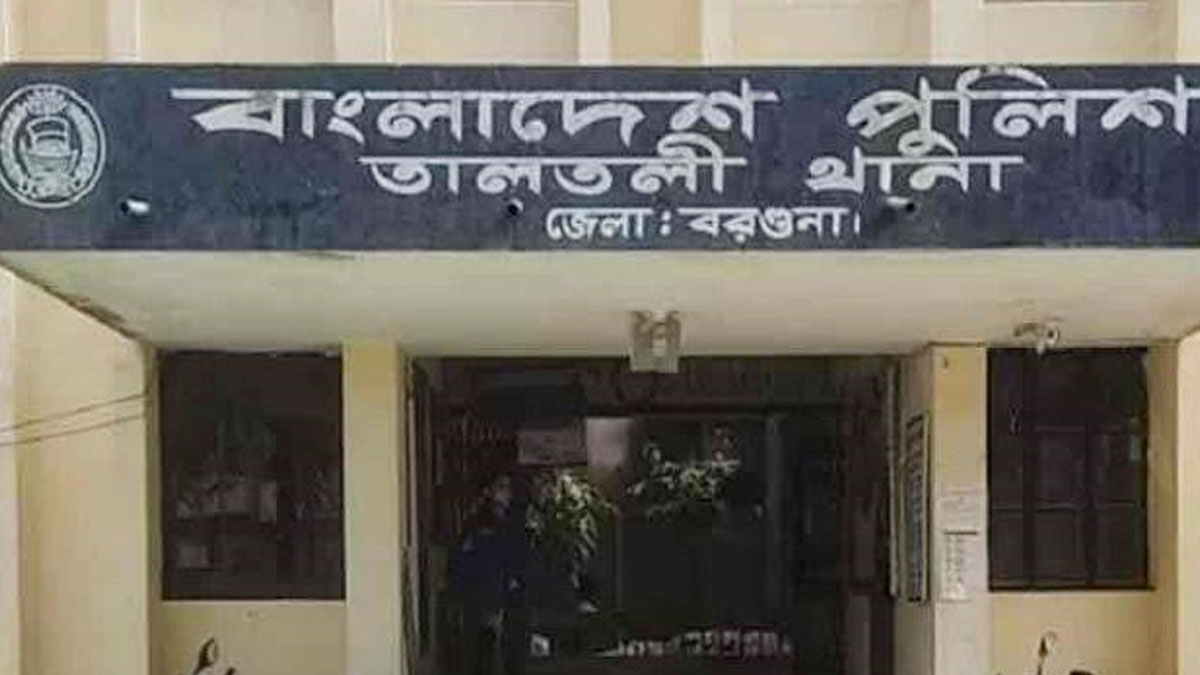 বাংলাদেশ পুলিশ
তালতলী থানা
জেলা : বরগুনা।